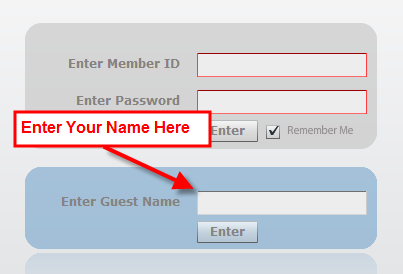 Enter Member ID
Enter Password
Enter Your Name Here
Enter
Remember Me
Enter Guest Name
Enter